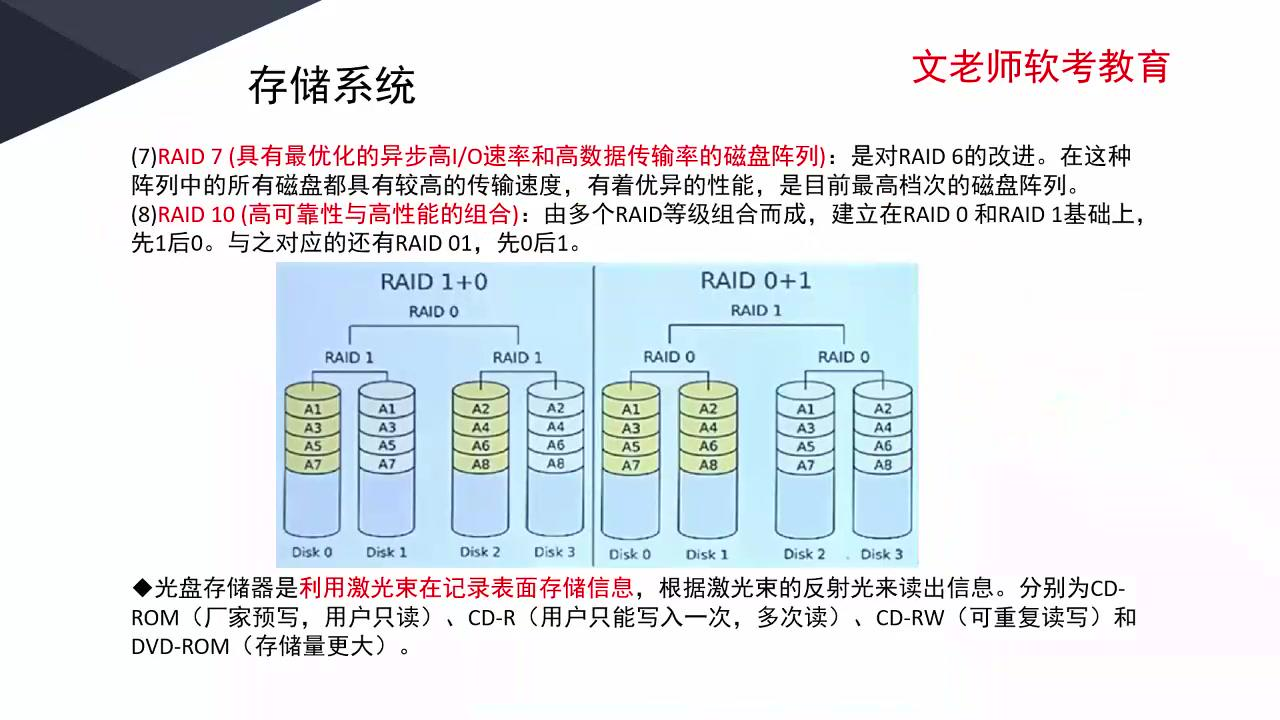 存储系统
文老师软考教育
(7)RAID 7 (具有最优化的异步高I/O速率和高数据传输率的磁盘阵列)：是对RAID 6的改进。在这种
阵列中的所有磁盘都具有较高的传输速度，有着优异的性能，是目前最高档次的磁盘阵列。
(8)RAID 10 (高可靠性与高性能的组合)：由多个RAID等级组合而成，建立在RAID 0 和RAID 1基础上，
先1后0。与之对应的还有RAID 01，先0后1。
RAID 1+0
RAID 0
RAID 1 RAID 1
A1 A1 A2 A2
A3 A3 A4 A4
A5 A5 A6 A6
A7 A7 A8 A8
Disk 0 Disk 1 Disk 2 Disk 3
RAID 0+1
RAID 1
RAID 0 RAID 0
A1 A2 A1 A2
A3 A4 A3 A4
A5 A6 A5 A6
A7 A8 A7 A8
Disk 0 Disk 1 Disk 2 Disk 3
◆光盘存储器是利用激光束在记录表面存储信息，根据激光束的反射光来读出信息。分别为CD-
ROM（厂家预写，用户只读）、CD-R（用户只能写入一次，多次读）、CD-RW（可重复读写）和
DVD-ROM（存储量更大）。